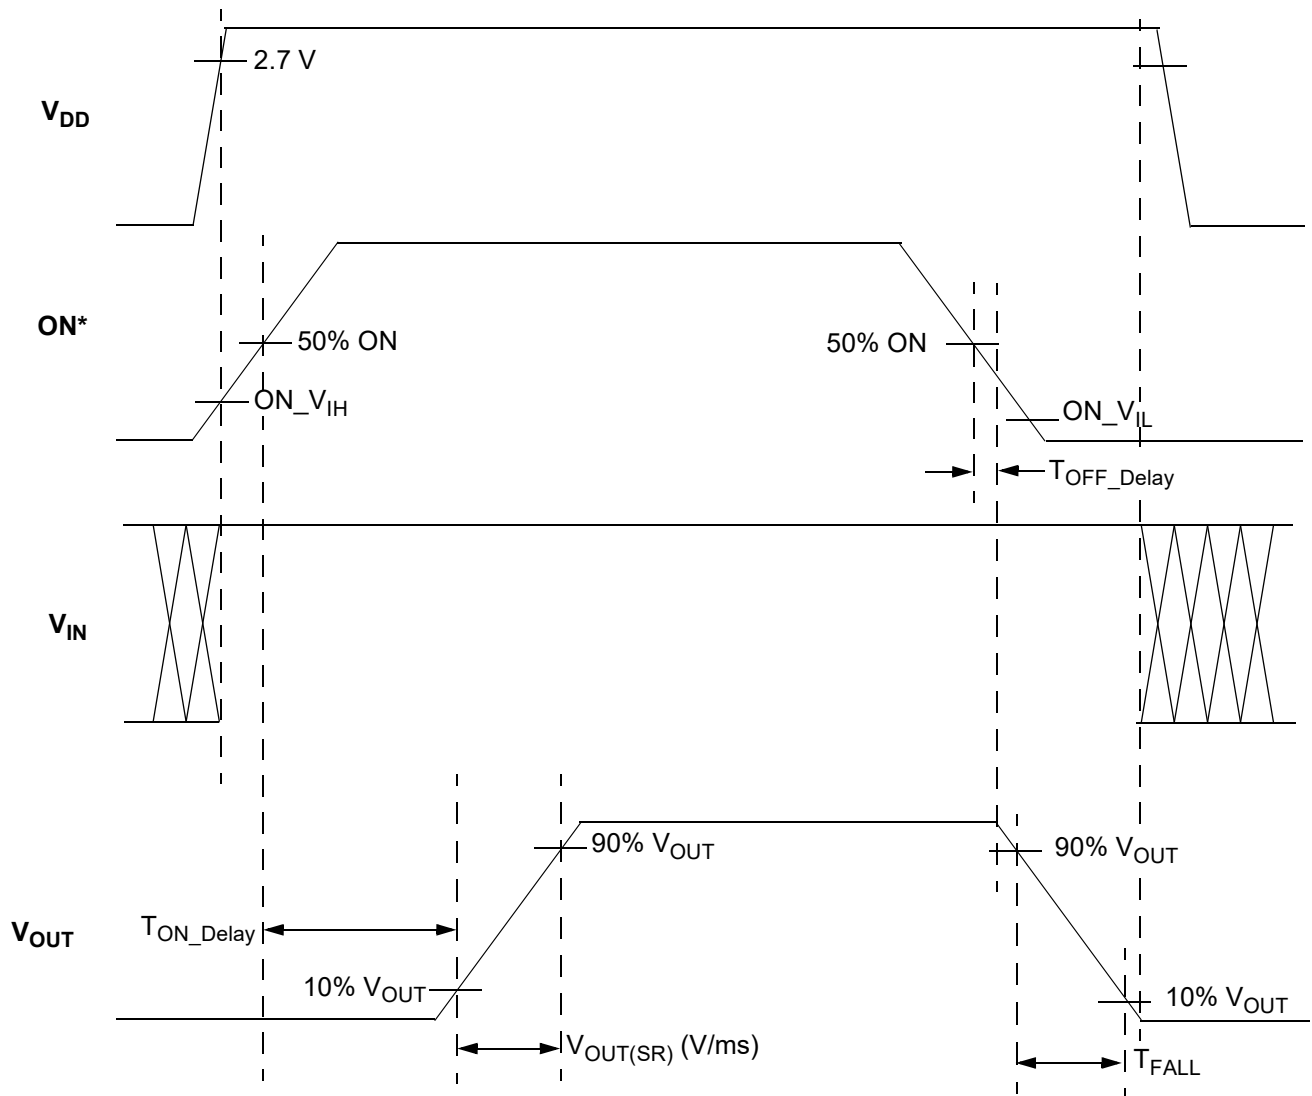 2.7 V
V_DD
ON*
50% ON
50% ON
ON_V_IH
ON_V_IL
T_OFF_Delay
V_IN
90% V_OUT
90% V_OUT
V_OUT
T_ON_Delay
10% V_OUT
10% V_OUT
V_OUT(SR) (V/ms)
T_FALL